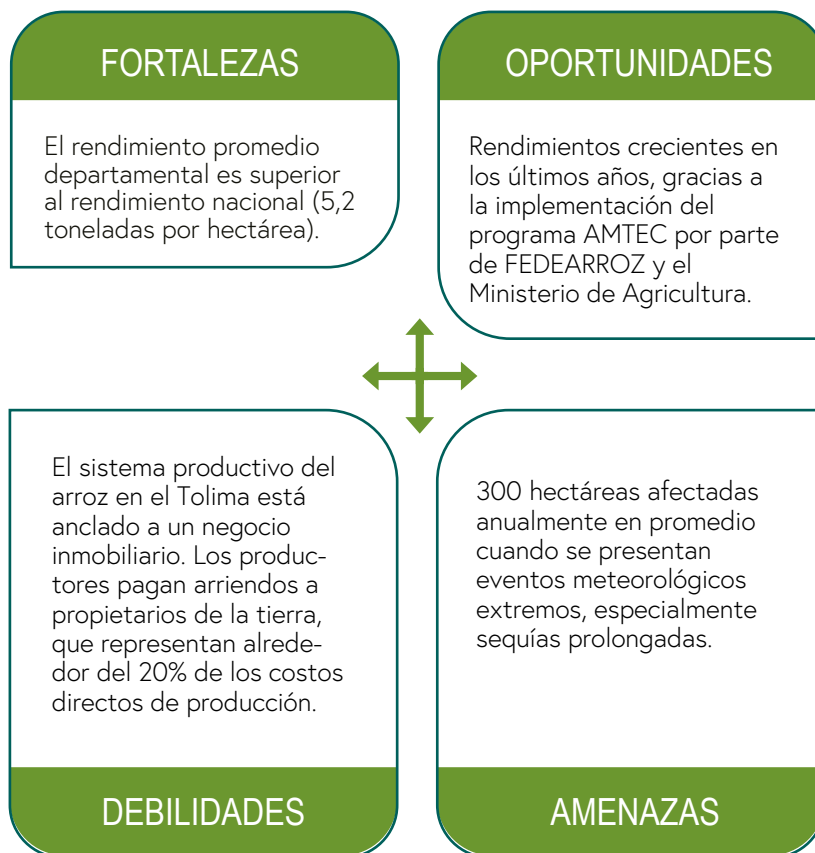 FORTALEZAS
El rendimiento promedio
departamental es superior
al rendimiento nacional (5,2
toneladas por hectárea).
OPORTUNIDADES
Rendimientos crecientes en
los últimos años, gracias a
la implementación del
programa AMTEC por parte
de FEDEARROZ y el
Ministerio de Agricultura.
El sistema productivo del
arroz en el Tolima está
anclado a un negocio
inmobiliario. Los produc-
tores pagan arriendos a
propietarios de la tierra,
que representan alrede-
dor del 20% de los costos
directos de producción.
DEBILIDADES
300 hectáreas afectadas
anualmente en promedio
cuando se presentan
eventos meteorológicos
extremos, especialmente
sequías prolongadas.
AMENAZAS